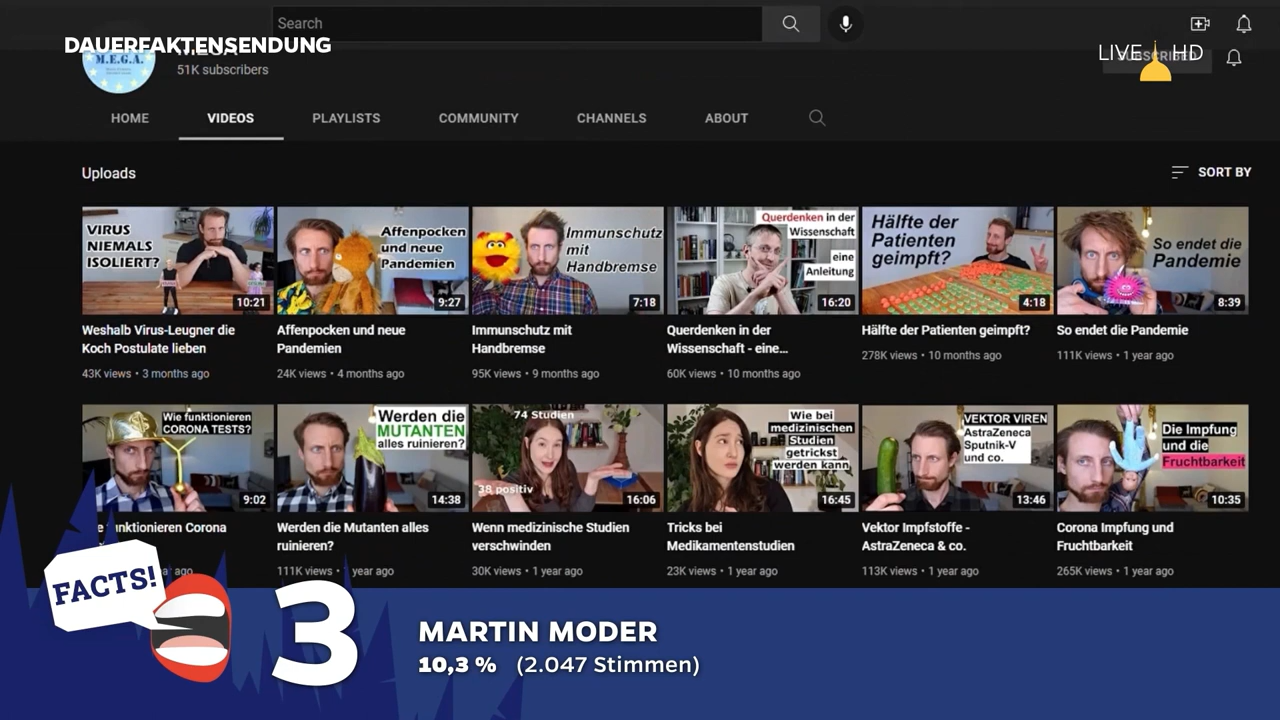 Search
DAUERFAKTENSENDUNG
LIVE HD
M.E.G.A.
51K subscribers
SUBSCRIBED
HOME
VIDEOS
PLAYLISTS
COMMUNITY
CHANNELS
ABOUT
Uploads
SORT BY
VIRUS
NIEMALS
ISOLIERT?
10:21
Affenpocken
und neue
Pandemien
9:27
Immunschutz
mit
Handbremse
7:18
Querdenken in der
Wissenschaft
eine
Anleitung
16:20
Hälfte der
Patienten
geimpft?
4:18
So endet die
Pandemie
8:39
Weshalb Virus-Leugner die
Koch Postulate lieben
43K views • 3 months ago
Affenpocken und neue
Pandemien
24K views • 4 months ago
Immunschutz mit
Handbremse
95K views • 9 months ago
Querdenken in der
Wissenschaft - eine...
60K views • 10 months ago
Hälfte der Patienten geimpft?
278K views • 10 months ago
So endet die Pandemie
111K views • 1 year ago
Wie funktionieren
CORONA TESTS?
9:02
Werden die
MUTANTEN
alles ruinieren?
14:38
74 Studien
38 positiv
16:06
Wie bei
medizinischen
Studien
getrickst
werden kann
16:45
VEKTOR VIREN
AstraZeneca
Sputnik-V
und co.
13:46
Die Impfung
und die
Fruchtbarkeit
10:35
funktionieren Corona
ago
Werden die Mutanten alles
ruinieren?
111K views • year ago
Wenn medizinische Studien
verschwinden
30K views • 1 year ago
Tricks bei
Medikamentenstudien
23K views • 1 year ago
Vektor Impfstoffe -
AstraZeneca & co.
113K views • 1 year ago
Corona Impfung und
Fruchtbarkeit
265K views • 1 year ago
FACTS!
3
MARTIN MODER
10,3 % (2.047 Stimmen)